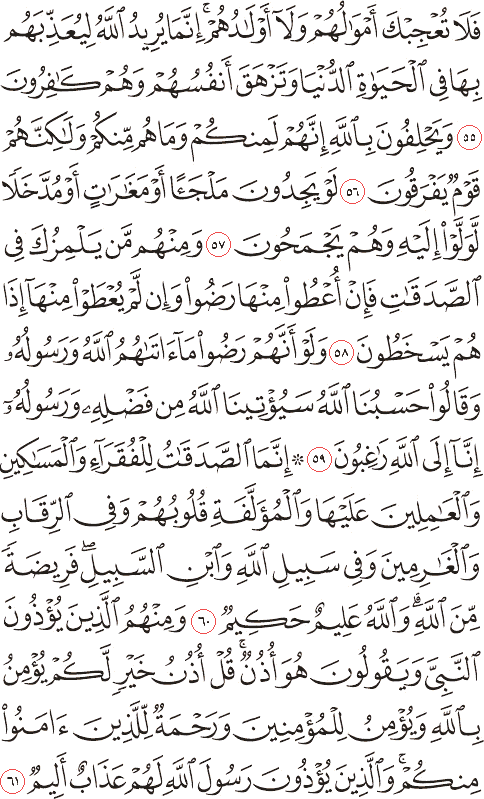 فَلَا تُعْجِبْكَ أَمْوَٰلُهُمْ وَلَآ أَوْلَـٰدُهُمْ ۚ إِنَّمَا يُرِيدُ ٱللَّهُ لِيُعَذِّبَهُم
بِهَا فِى ٱلْحَيَوٰةِ ٱلدُّنْيَا وَتَزْهَقَ أَنفُسُهُمْ وَهُمْ كَـٰفِرُونَ
٥٥ وَيَحْلِفُونَ بِٱللَّهِ إِنَّهُمْ لَمِنكُمْ وَمَا هُم مِّنكُمْ وَلَـٰكِنَّهُمْ
قَوْمٌ يَفْرَقُونَ ٥٦ لَوْ يَجِدُونَ مَلْجَـًٔا أَوْ مَغَـٰرَٰتٍ أَوْ مُدَّخَلًا
لَّوَلَّوْا۟ إِلَيْهِ وَهُمْ يَجْمَحُونَ ٥٧ وَمِنْهُم مَّن يَلْمِزُكَ فِى
ٱلصَّدَقَـٰتِ فَإِنْ أُعْطُوا۟ مِنْهَا رَضُوا۟ وَإِن لَّمْ يُعْطَوْا۟ مِنْهَآ إِذَا
هُمْ يَسْخَطُونَ ٥٨ وَلَوْ أَنَّهُمْ رَضُوا۟ مَآ ءَاتَىٰهُمُ ٱللَّهُ وَرَسُولُهُۥ
وَقَالُوا۟ حَسْبُنَا ٱللَّهُ سَيُؤْتِينَا ٱللَّهُ مِن فَضْلِهِۦ وَرَسُولُهُۥٓ
إِنَّآ إِلَى ٱللَّهِ رَٰغِبُونَ ٥٩ ۞ إِنَّمَا ٱلصَّدَقَـٰتُ لِلْفُقَرَآءِ وَٱلْمَسَـٰكِينِ
وَٱلْعَـٰمِلِينَ عَلَيْهَا وَٱلْمُؤَلَّفَةِ قُلُوبُهُمْ وَفِى ٱلرِّقَابِ
وَٱلْغَـٰرِمِينَ وَفِى سَبِيلِ ٱللَّهِ وَٱبْنِ ٱلسَّبِيلِ ۖ فَرِيضَةً
مِّنَ ٱللَّهِ ۗ وَٱللَّهُ عَلِيمٌ حَكِيمٌ ٦٠ وَمِنْهُمُ ٱلَّذِينَ يُؤْذُونَ
ٱلنَّبِىَّ وَيَقُولُونَ هُوَ أُذُنٌ ۚ قُلْ أُذُنُ خَيْرٍ لَّكُمْ يُؤْمِنُ
بِٱللَّهِ وَيُؤْمِنُ لِلْمُؤْمِنِينَ وَرَحْمَةٌ لِّلَّذِينَ ءَامَنُوا۟
مِنكُمْ ۚ وَٱلَّذِينَ يُؤْذُونَ رَسُولَ ٱللَّهِ لَهُمْ عَذَابٌ أَلِيمٌ ٦١